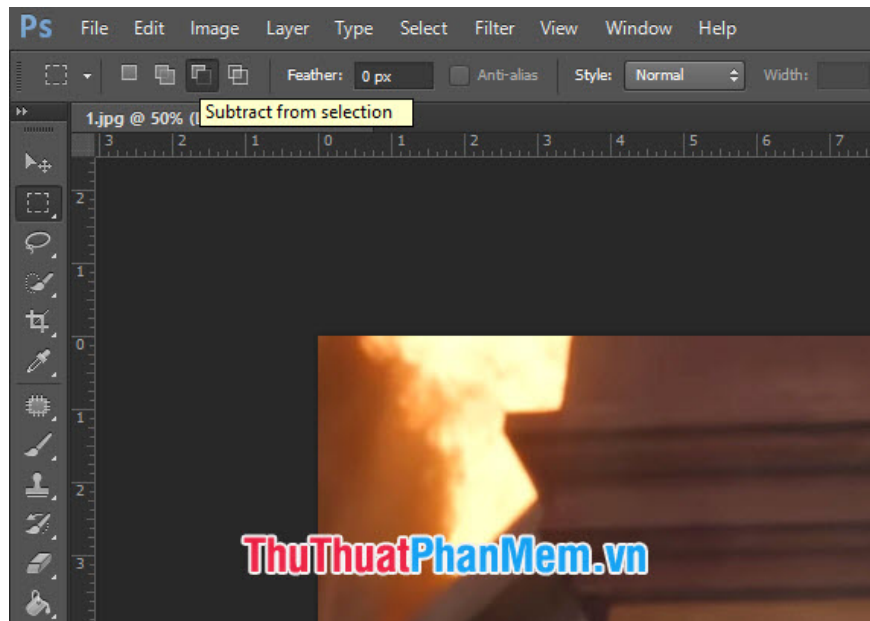 Ps File Edit Image Layer Type Select Filter View Window Help
Feather: 0 px Anti-alias Style: Normal Width:
Subtract from selection
1.jpg @ 50% (
3 2 1 0 1 2 3 4 5 6 7
2
1
0
1
2
3
ThuThuatPhanMem.vn